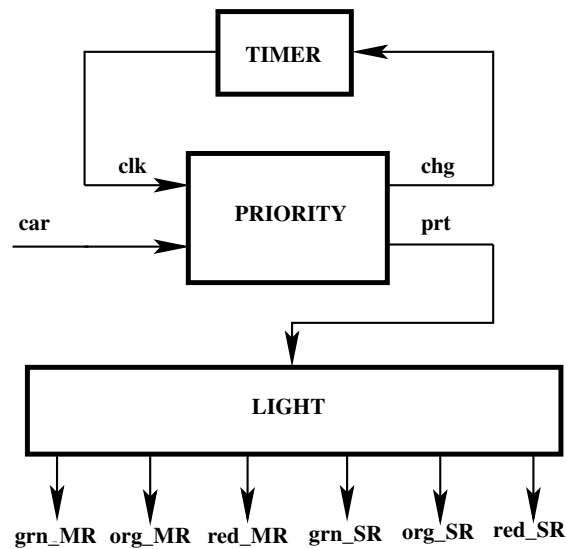 TIMER
clk
chg
PRIORITY
car
prt
LIGHT
grn_MR org_MR red_MR grn_SR org_SR red_SR